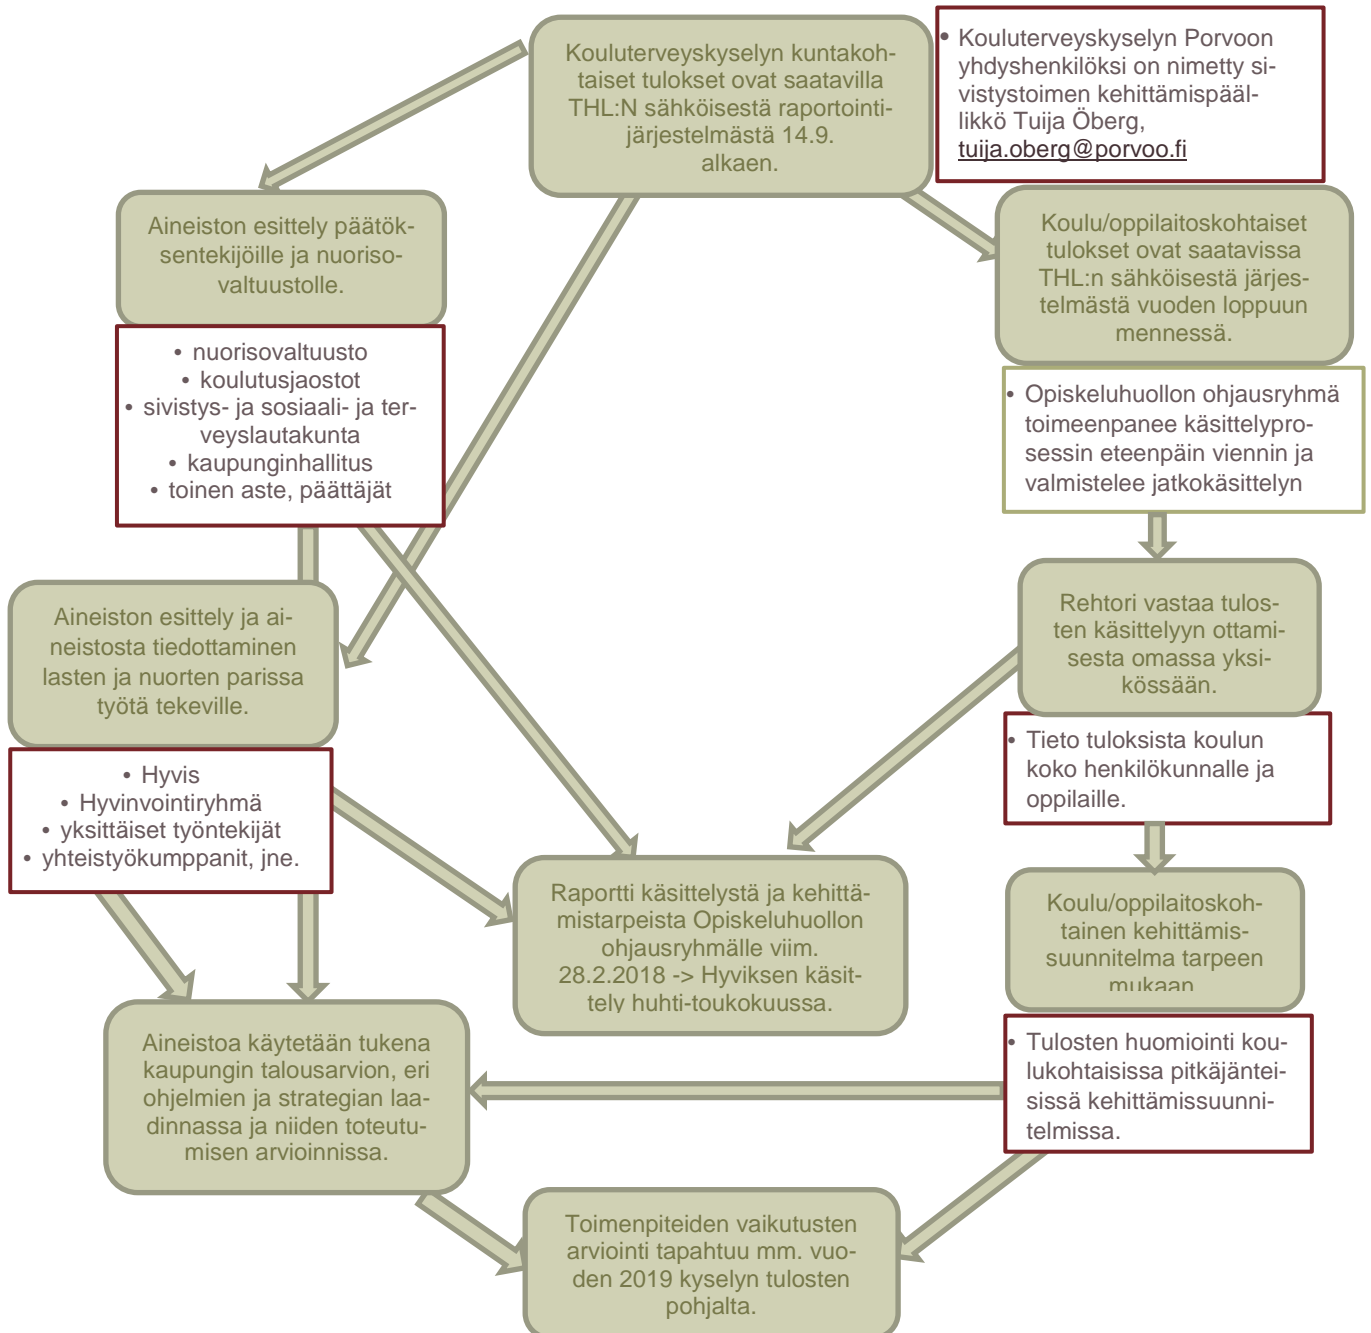 Kouluterveyskyselyn kuntakoh-
taiset tulokset ovat saatavilla
THL:N sähköisestä raportointi-
järjestelmästä 14.9.
alkaen.
• Kouluterveyskyselyn Porvoon
yhdyshenkilöksi on nimetty si-
vistystoimen kehittämispääl-
likkö Tuija Öberg,
tuija.oberg@porvoo.fi
Aineiston esittely päätök-
sentekijöille ja nuoriso-
valtuustolle.
• nuorisovaltuusto
• koulutusjaostot
• sivistys- ja sosiaali- ja ter-
veyslautakunta
• kaupunginhallitus
• toinen aste, päättäjät
Koulu/oppilaitoskohtaiset
tulokset ovat saatavissa
THL:n sähköisestä järjes-
telmästä vuoden loppuun
mennessä.
• Opiskeluhuollon ohjausryhmä
toimeenpanee käsittelypro-
sessin eteenpäin viennin ja
valmistelee jatkokäsittelyn
Aineiston esittely ja ai-
neistosta tiedottaminen
lasten ja nuorten parissa
työtä tekeville.
• Hyvis
• Hyvinvointiryhmä
• yksittäiset työntekijät
• yhteistyökumppanit, jne.
Rehtori vastaa tulos-
ten käsittelyyn ottami-
sesta omassa yksi-
kössään.
• Tieto tuloksista koulun
koko henkilökunnalle ja
oppilaille.
Raportti käsittelystä ja kehittä-
mistarpeista Opiskeluhuollon
ohjausryhmälle viim.
28.2.2018 -> Hyviksen käsit-
tely huhti-toukokuussa.
Koulu/oppilaitoskoh-
tainen kehittämis-
suunnitelma tarpeen
mukaan
• Tulosten huomiointi kou-
lukohtaisissa pitkäjäntei-
sissä kehittämissuunni-
telmissa.
Aineistoa käytetään tukena
kaupungin talousarvion, eri
ohjelmien ja strategian laa-
dinnassa ja niiden toteutu-
misen arvioinnissa.
Toimenpiteiden vaikutusten
arviointi tapahtuu mm. vuo-
den 2019 kyselyn tulosten
pohjalta.